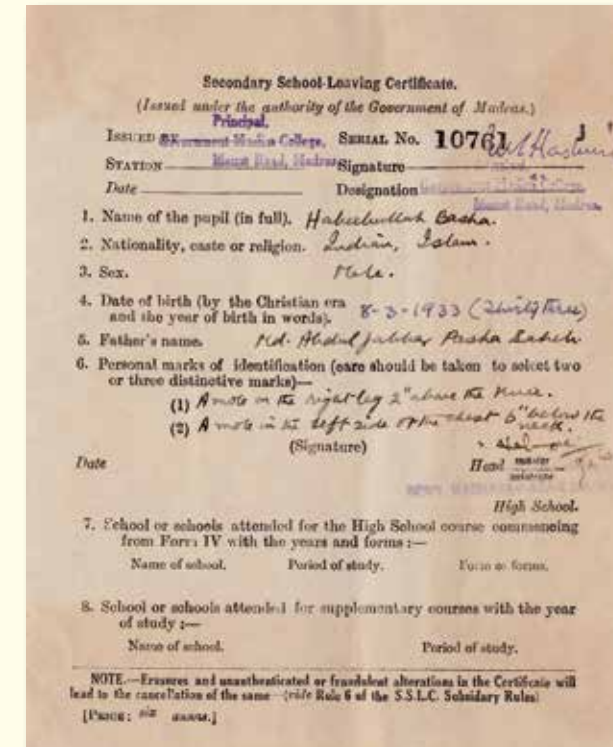 Secondary School-Leaving Certificate.
(Issued under the authority of the Government of Madras.)
Principal,
ISSUED BY Government Madrasa College, SERIAL No. 10761
STATION Mount Road, Madras Signature
Date Designation
Mount Road, Madras.
1. Name of the pupil (in full). Habeebullah Basha.
2. Nationality, caste or religion. Indian, Islam.
3. Sex. Male.
4. Date of birth (by the Christian era
and the year of birth in words). 8-3-1933 (Thirty three)
5. Father's name. Md. Abdul Jabbar Pasha Saheb
6. Personal marks of identification (care should be taken to select two
or three distinctive marks)—
(1) A mole on the right leg 2" above the knee.
(2) A mole in the left side of the chest 6" below the
neck.
(Signature)
Date Head master
mistress
High School.
7. School or schools attended for the High School course commencing
from Form IV with the years and forms :—
Name of school. Period of study. Form or forms.
8. School or schools attended for supplementary courses with the year
of study :—
Name of school. Period of study.
NOTE.—Erasures and unauthenticated or fraudulent alterations in the Certificate will
lead to the cancellation of the same (vide Rule 6 of the S.S.L.C. Subsidary Rules)
[PRICE: six annas.]